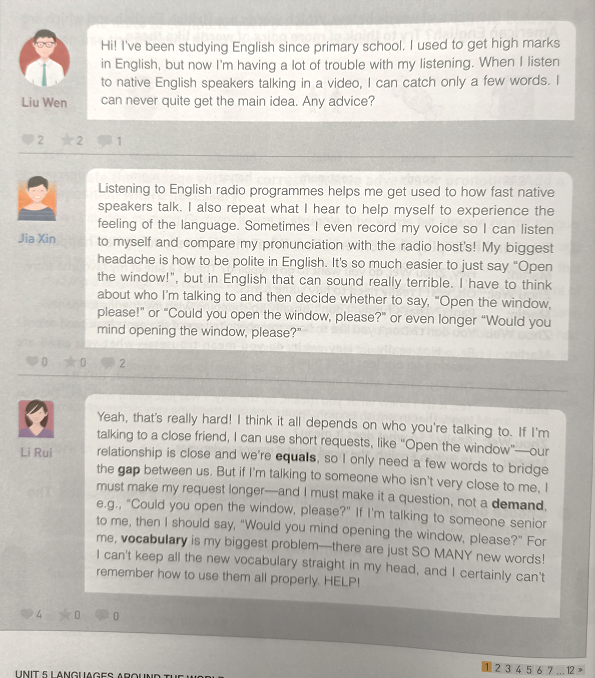 Hi! I've been studying English since primary school. I used to get high marks
in English, but now I'm having a lot of trouble with my listening. When I listen
to native English speakers talking in a video, I can catch only a few words. I
can never quite get the main idea. Any advice?
Liu Wen
2 2 1
Listening to English radio programmes helps me get used to how fast native
speakers talk. I also repeat what I hear to help myself to experience the
feeling of the language. Sometimes I even record my voice so I can listen
to myself and compare my pronunciation with the radio host's! My biggest
headache is how to be polite in English. It's so much easier to just say "Open
the window!", but in English that can sound really terrible. I have to think
about who I'm talking to and then decide whether to say, "Open the window,
please!" or "Could you open the window, please?" or even longer "Would you
mind opening the window, please?"
Jia Xin
0 0 2
Yeah, that's really hard! I think it all depends on who you're talking to. If I'm
talking to a close friend, I can use short requests, like "Open the window"—our
relationship is close and we're equals, so I only need a few words to bridge
the gap between us. But if I'm talking to someone who isn't very close to me, I
must make my request longer—and I must make it a question, not a demand,
e.g., "Could you open the window, please?" If I'm talking to someone senior
to me, then I should say, "Would you mind opening the window, please?" For
me, vocabulary is my biggest problem—there are just SO MANY new words!
I can't keep all the new vocabulary straight in my head, and I certainly can't
remember how to use them all properly. HELP!
Li Rui
4 0 0
1 2 3 4 5 6 7 ... 12 »
UNIT 5 LANGUAGES AROUND THE WORLD